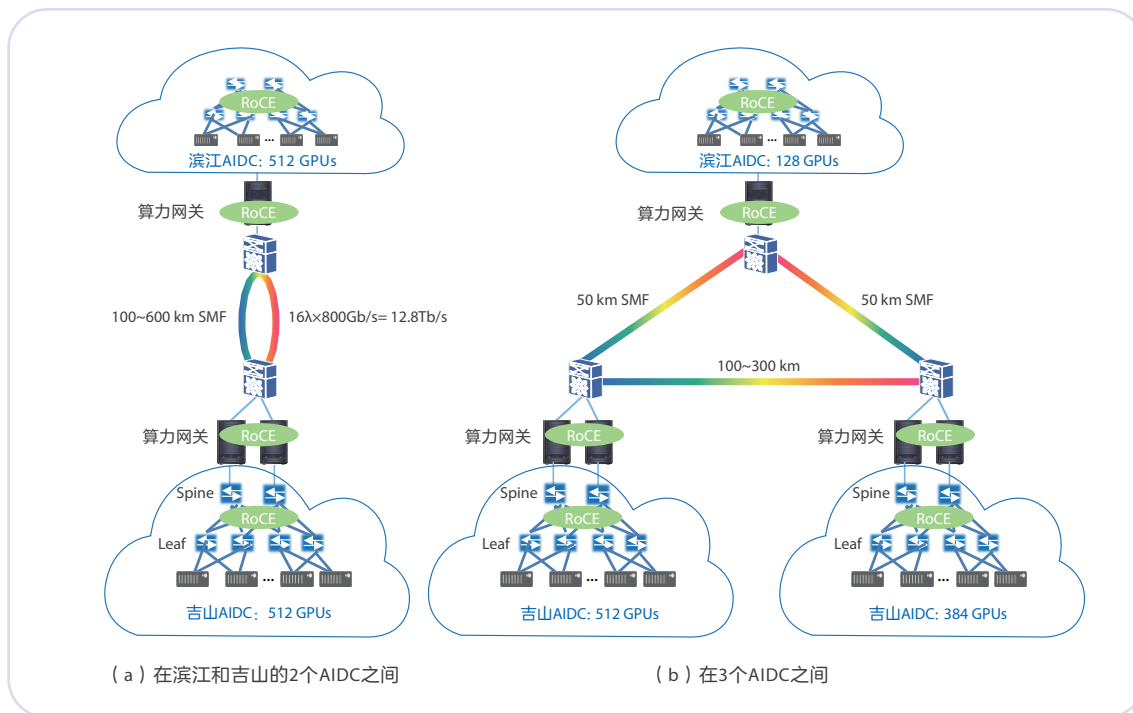 RoCE
...
滨江AIDC: 512 GPUs
算力网关
RoCE
100~600 km SMF
16λ×800Gb/s= 12.8Tb/s
算力网关
RoCE
Spine
RoCE
Leaf
...
吉山AIDC: 512 GPUs
(a)在滨江和吉山的2个AIDC之间
RoCE
...
滨江AIDC: 128 GPUs
算力网关
RoCE
50 km SMF
50 km SMF
100~300 km
算力网关
RoCE
Spine
RoCE
Leaf
...
吉山AIDC: 512 GPUs
算力网关
RoCE
Spine
RoCE
Leaf
...
吉山AIDC: 384 GPUs
(b)在3个AIDC之间